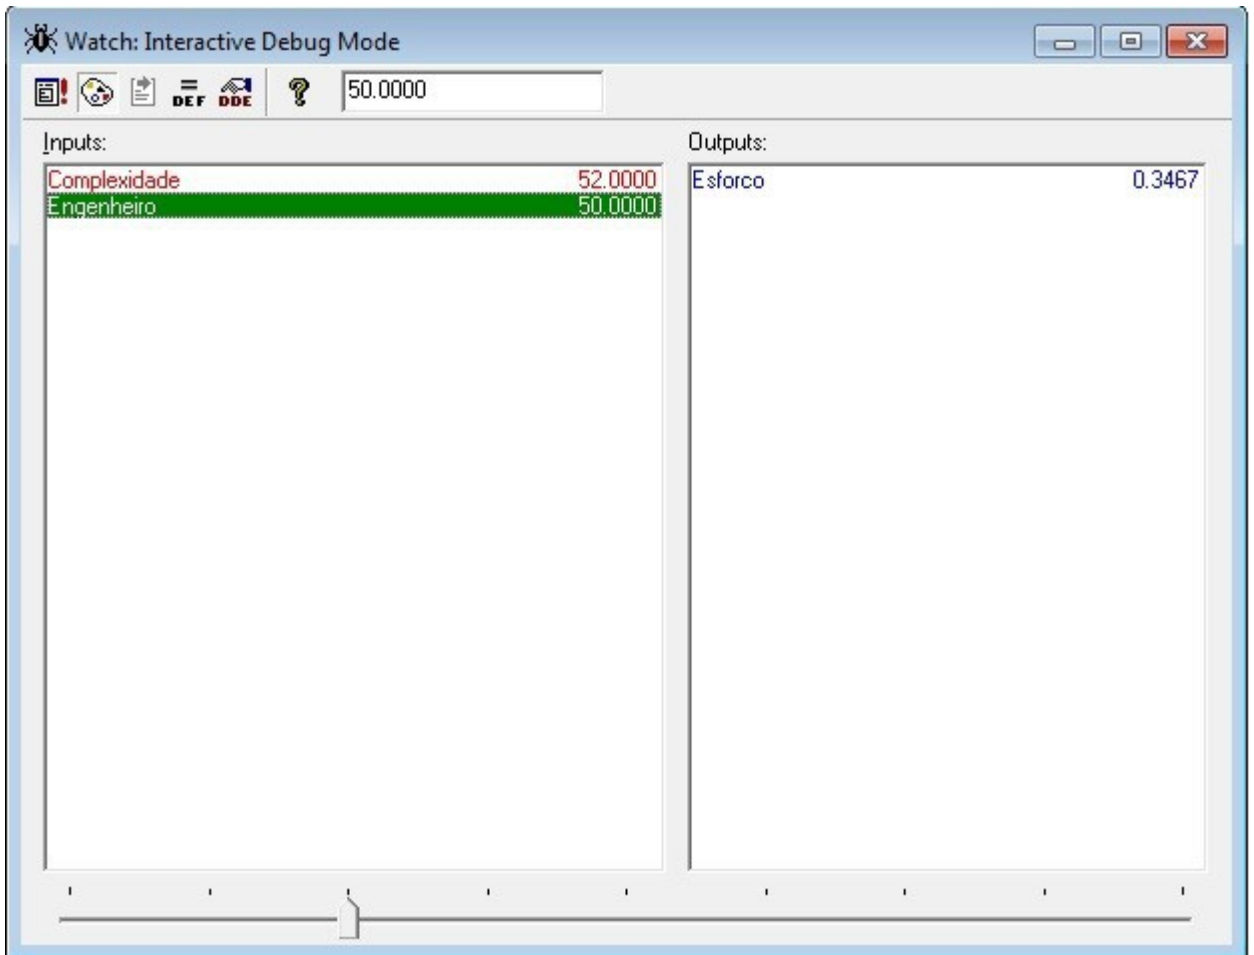 Watch: Interactive Debug Mode
DEF DDE 50.0000
Inputs:
Outputs:
Complexidade 52.0000
Engenheiro 50.0000
Esforco 0.3467